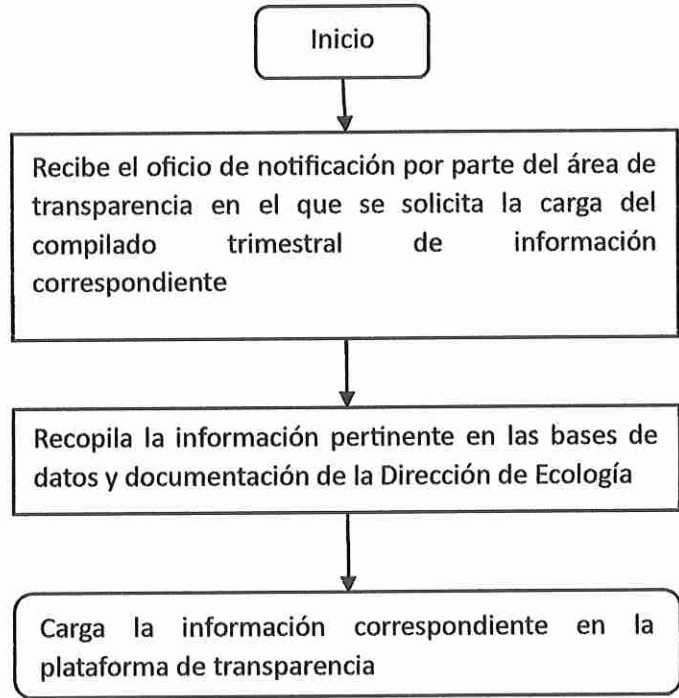 Inicio
Recibe el oficio de notificación por parte del área de
transparencia en el que se solicita la carga del
compilado trimestral de información
correspondiente
Recopila la información pertinente en las bases de
datos y documentación de la Dirección de Ecología
Carga la información correspondiente en la
plataforma de transparencia